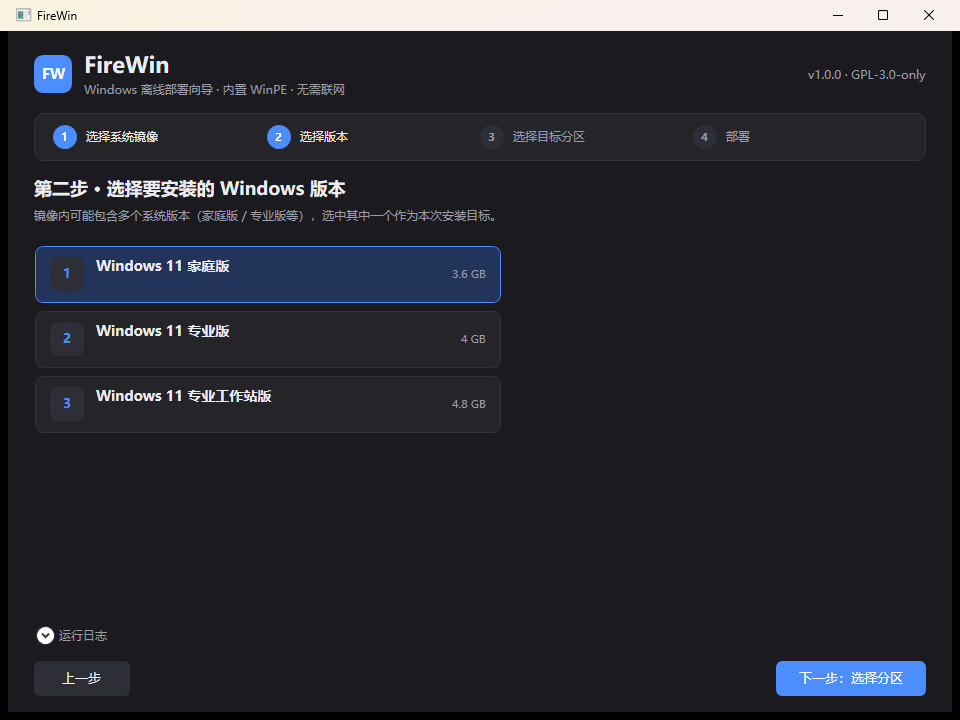 FireWin
FW
FireWin
Windows 离线部署向导 · 内置 WinPE · 无需联网
v1.0.0 · GPL-3.0-only
1 选择系统镜像 2 选择版本 3 选择目标分区 4 部署
第二步 · 选择要安装的 Windows 版本
镜像内可能包含多个系统版本（家庭版 / 专业版等），选中其中一个作为本次安装目标。
1 Windows 11 家庭版 3.6 GB
2 Windows 11 专业版 4 GB
3 Windows 11 专业工作站版 4.8 GB
运行日志
上一步 下一步：选择分区